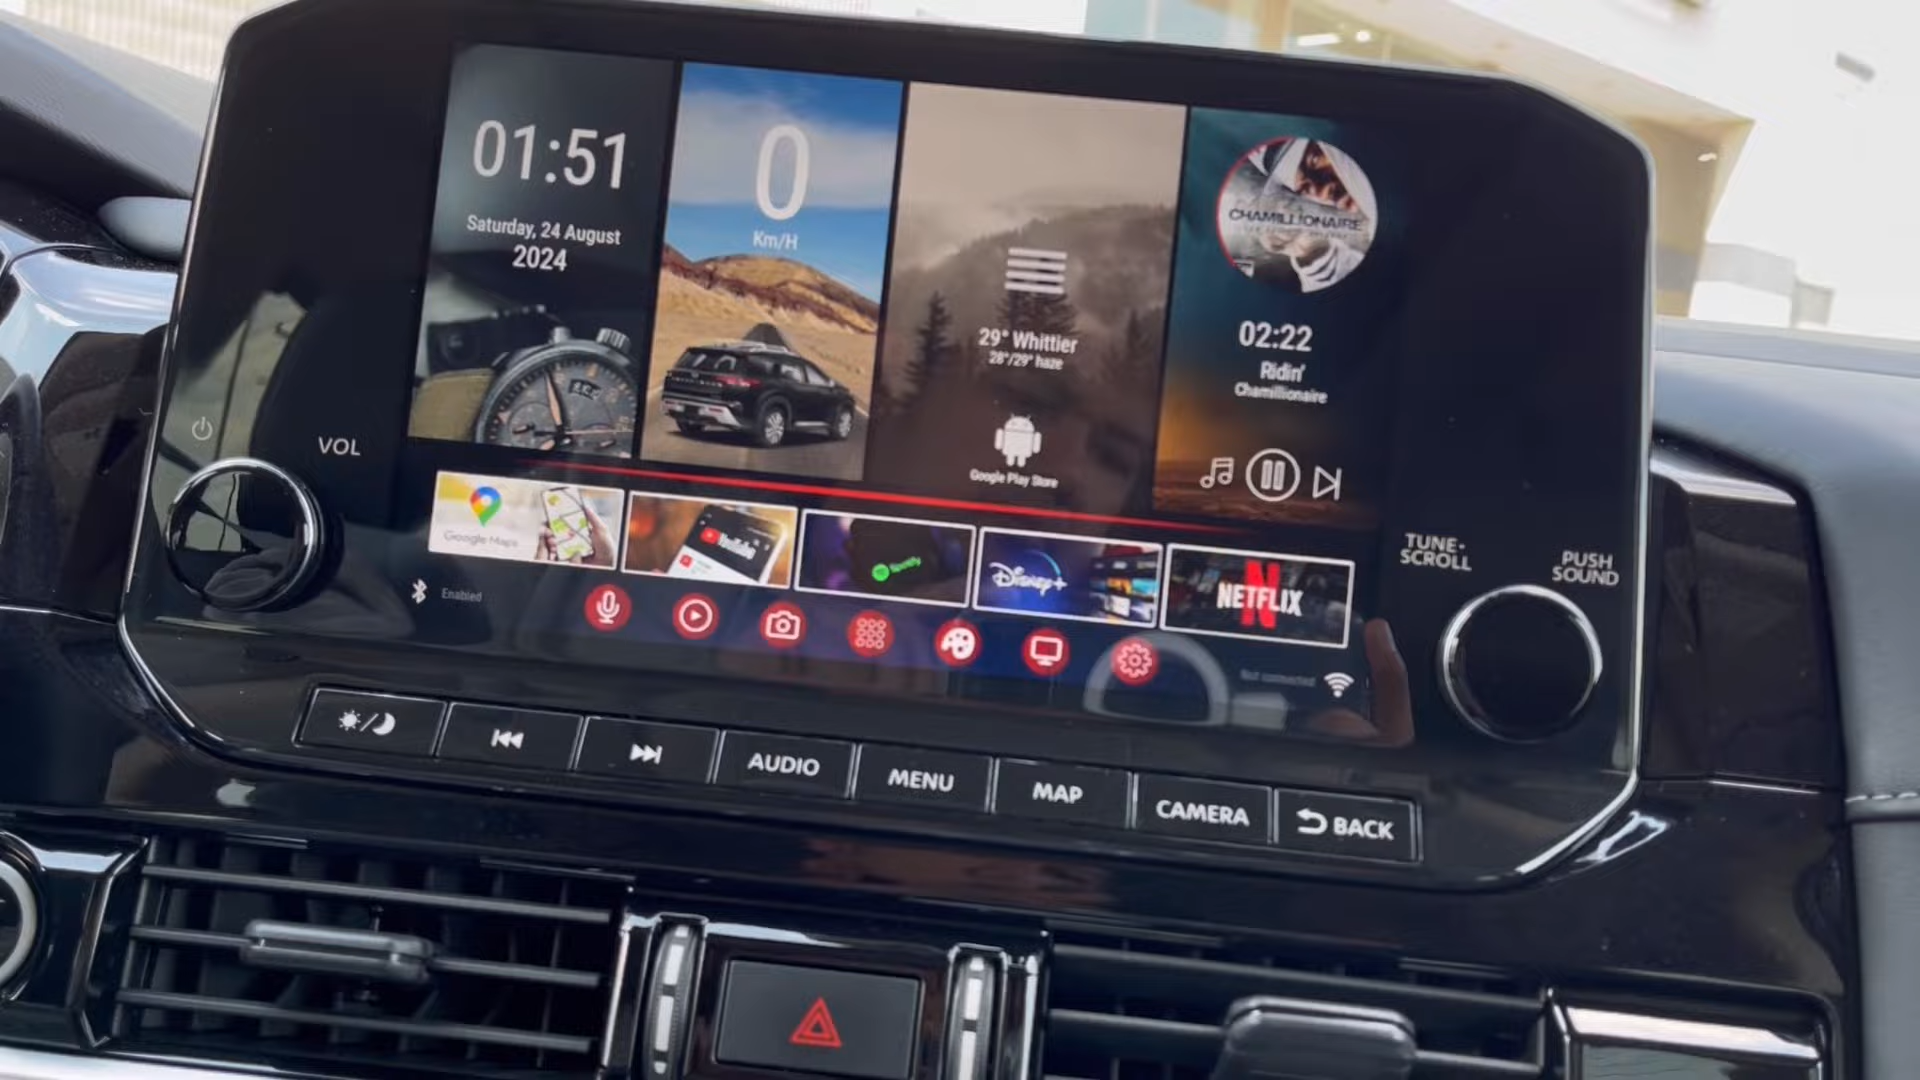 01:51
Saturday, 24 August
2024
0
Km/H
29° Whittier
28°/29° haze
Google Play Store
CHAMILLIONAIRE
02:22
Ridin'
Chamillionaire
Google Maps
YouTube
Spotify
Disney+
NETFLIX
Enabled
Not connected
VOL
TUNE·
SCROLL
PUSH
SOUND
AUDIO
MENU
MAP
CAMERA
BACK